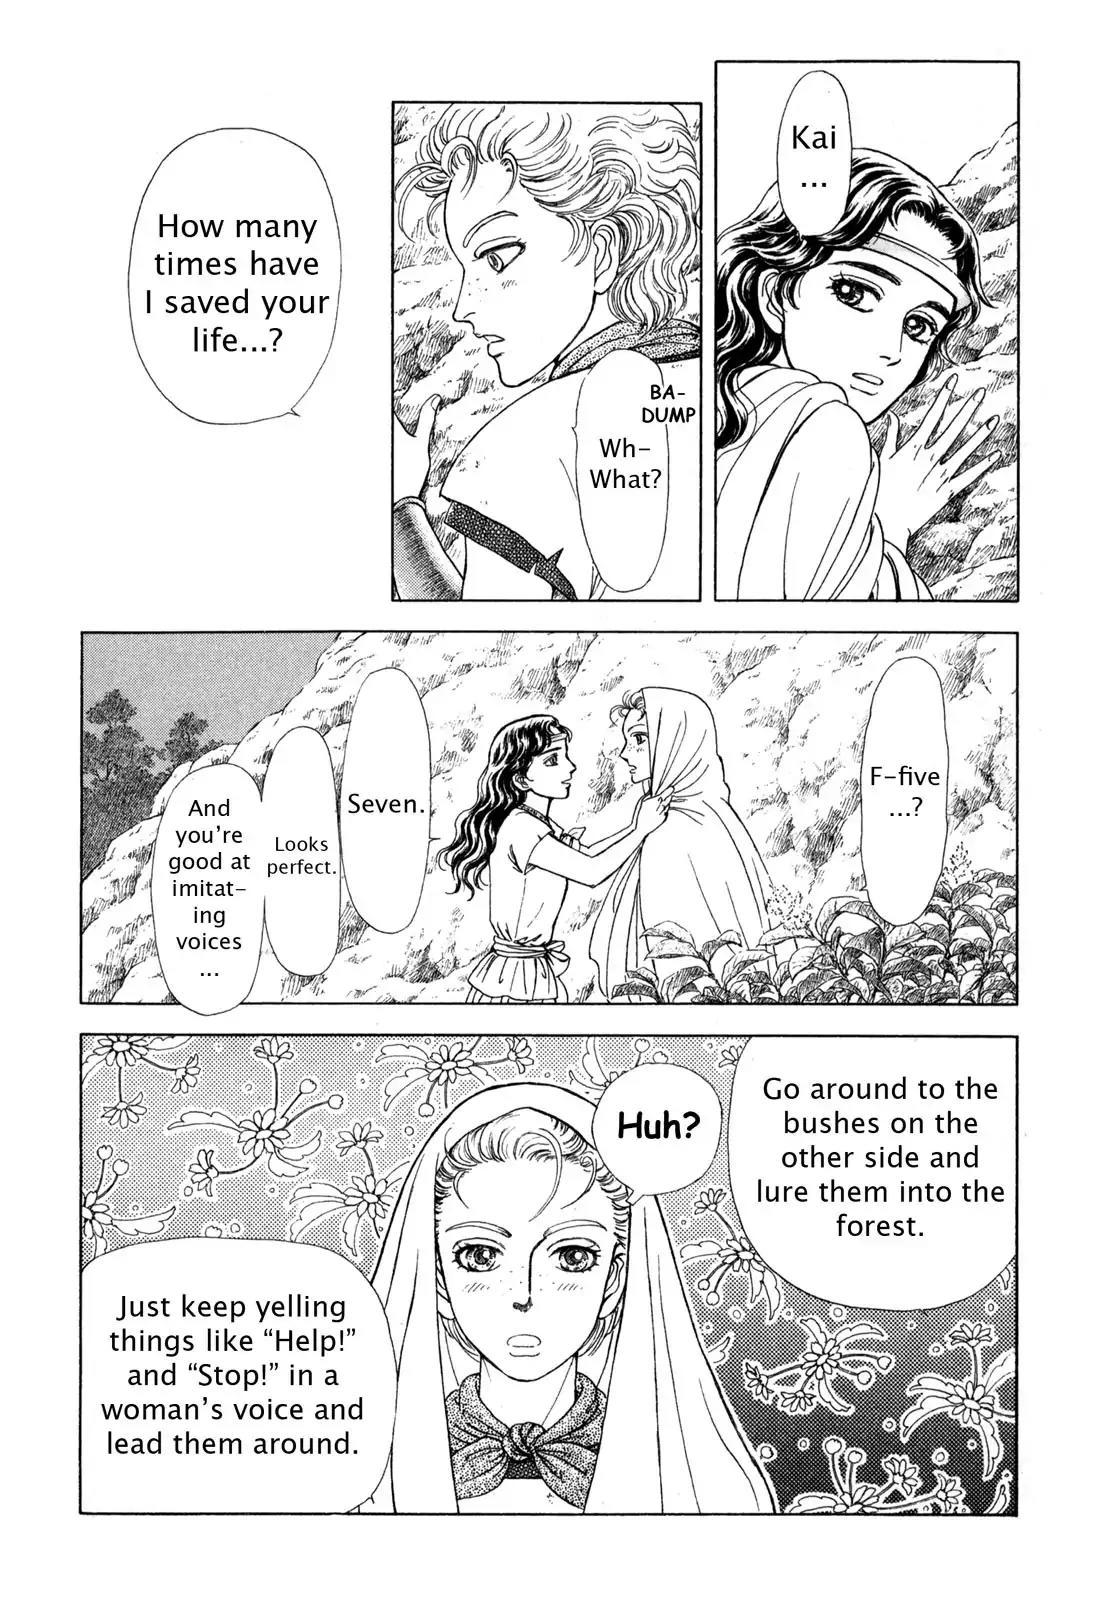 Kai
...
BA-
DUMP
Wh-
What?
How many
times have
I saved your
life...?
F-five
...?
Seven.
Looks
perfect.
And
you're
good at
imitat-
ing
voices
...
Go around to the
bushes on the
other side and
lure them into the
forest.
Huh?
Just keep yelling
things like “Help!”
and “Stop!” in a
woman's voice and
lead them around.